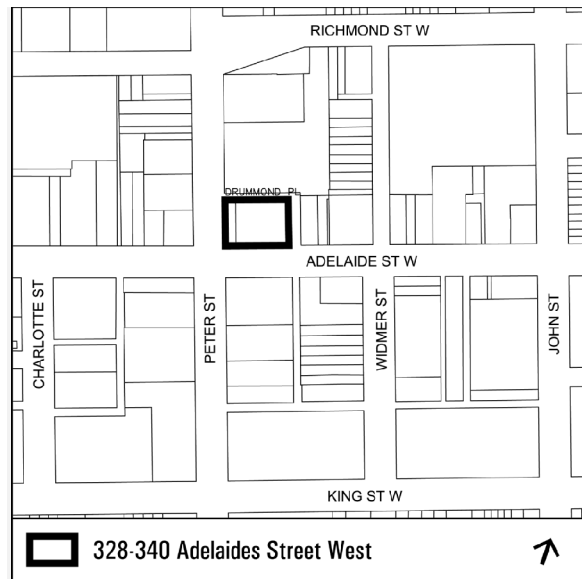 RICHMOND ST W
DRUMMOND PL
ADELAIDE ST W
CHARLOTTE ST
PETER ST
WIDMER ST
JOHN ST
KING ST W
328-340 Adelaides Street West